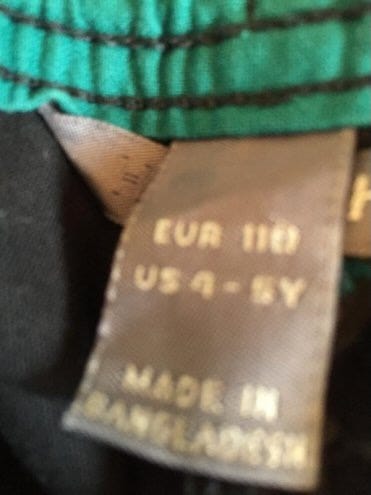 EUR 110
US 4 - 5Y
MADE IN
BANGLADESH